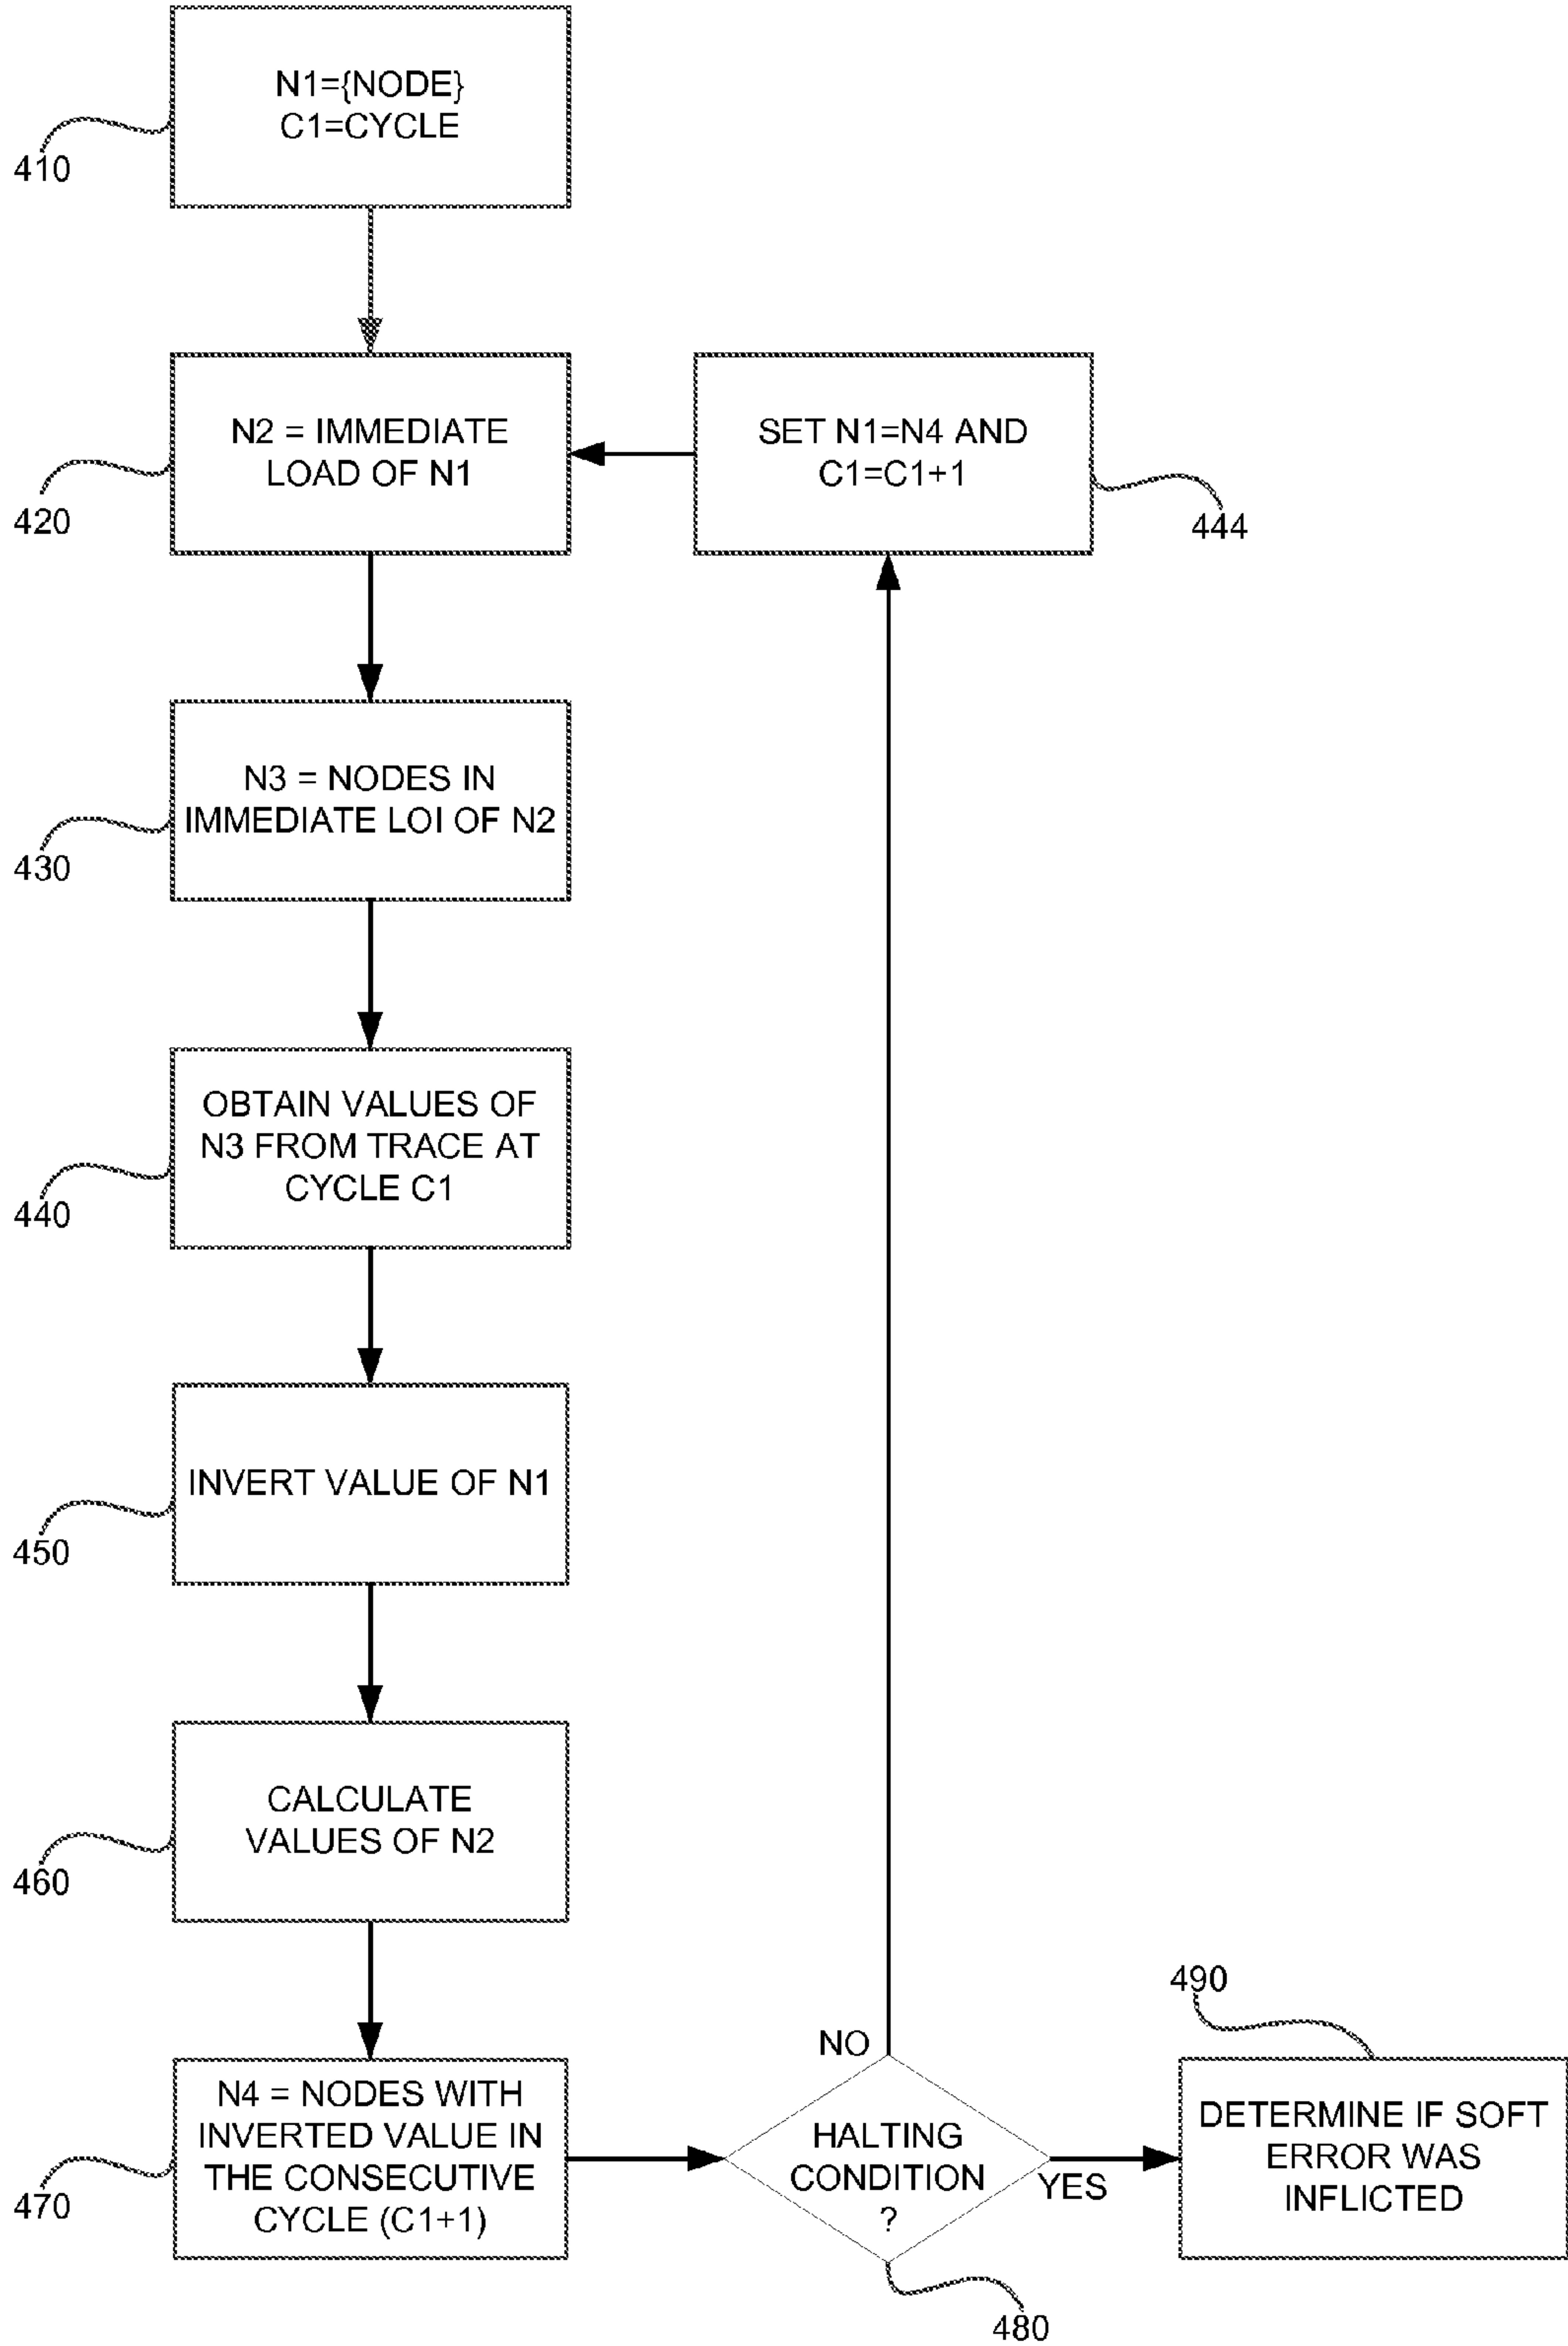 N1={NODE}
C1=CYCLE
410
N2 = IMMEDIATE
LOAD OF N1
420
SET N1=N4 AND
C1=C1+1
444
N3 = NODES IN
IMMEDIATE LOI OF N2
430
OBTAIN VALUES OF
N3 FROM TRACE AT
CYCLE C1
440
INVERT VALUE OF N1
450
CALCULATE
VALUES OF N2
460
N4 = NODES WITH
INVERTED VALUE IN
THE CONSECUTIVE
CYCLE (C1+1)
470
NO
HALTING
CONDITION
?
YES
480
490
DETERMINE IF SOFT
ERROR WAS
INFLICTED